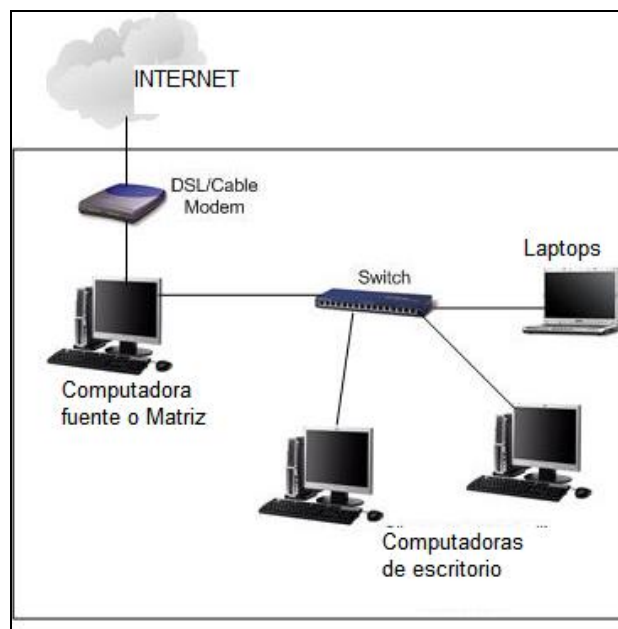 INTERNET
DSL/Cable
Modem
Laptops
Switch
Computadora
fuente o Matriz
Computadoras
de escritorio